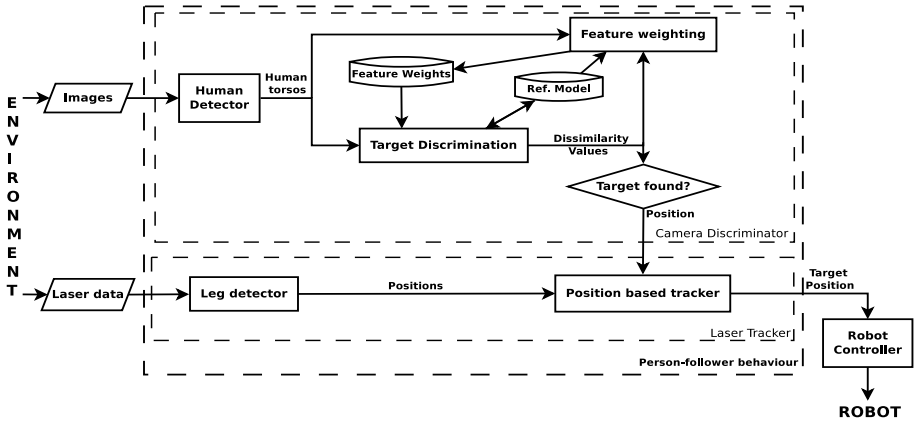 ENVIRONMENT
Images
Human
Detector
Human
torsos
Feature weighting
Feature Weights
Ref. Model
Target Discrimination
Dissimilarity
Values
Target found?
Position
Camera Discriminator
Laser data
Leg detector
Positions
Position based tracker
Target
Position
Laser Tracker
Robot
Controller
Person-follower behaviour
ROBOT